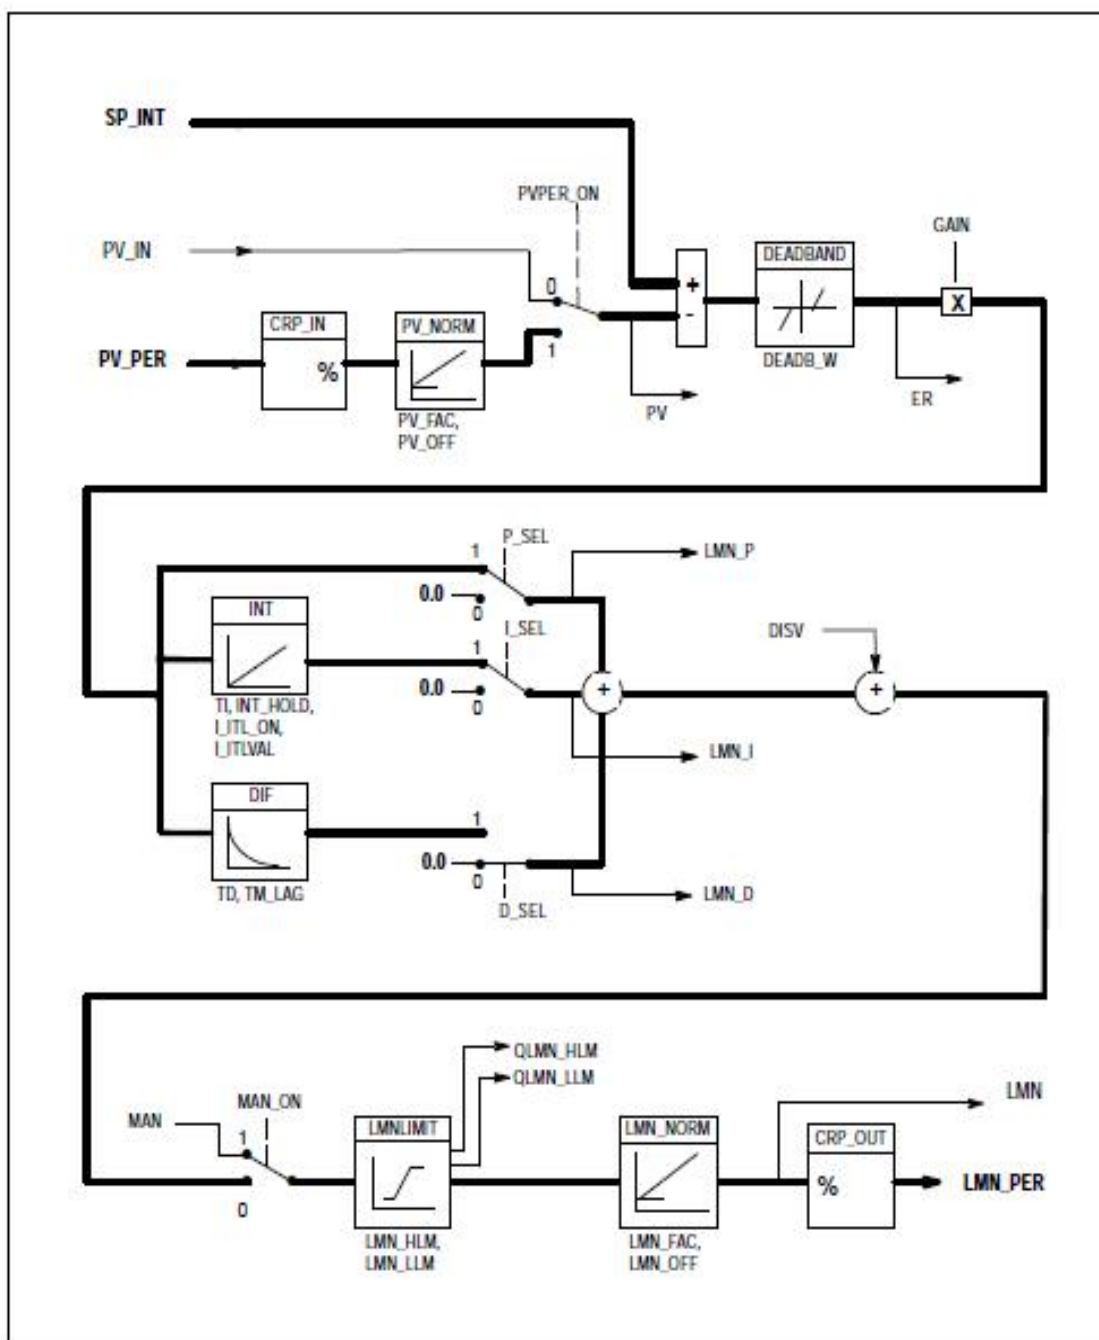 SP_INT
PVPER_ON
PV_IN
GAIN
DEADBAND
0
+
-
X
CRP_IN
PV_NORM
1
PV_PER
%
DEADB_W
ER
PV
PV_FAC,
PV_OFF
P_SEL
1
LMN_P
0.0
0
INT
I_SEL
DISV
1
0.0
+
+
0
TI, INT_HOLD,
I_ITL_ON,
I_ITLVAL
LMN_I
DIF
1
0.0
0
TD, TM_LAG
D_SEL
LMN_D
QLMN_HLM
QLMN_LLM
LMN
MAN_ON
MAN
1
LMNLIMIT
LMN_NORM
CRP_OUT
%
LMN_PER
0
LMN_HLM,
LMN_LLM
LMN_FAC,
LMN_OFF